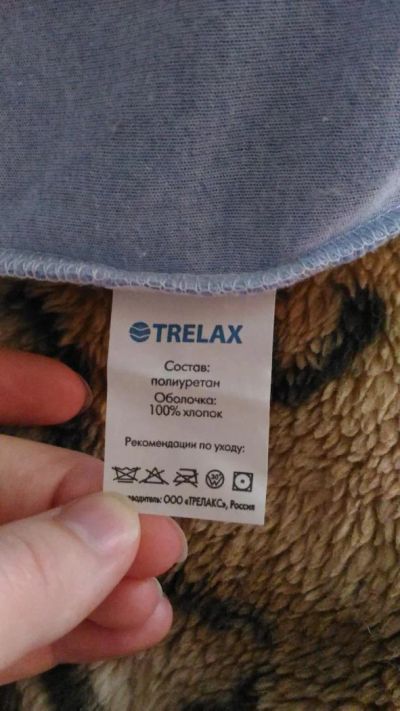 TRELAX
Состав:
полиуретан
Оболочка:
100% хлопок
Рекомендации по уходу:
ООО «ТРЕЛАКС», Россия